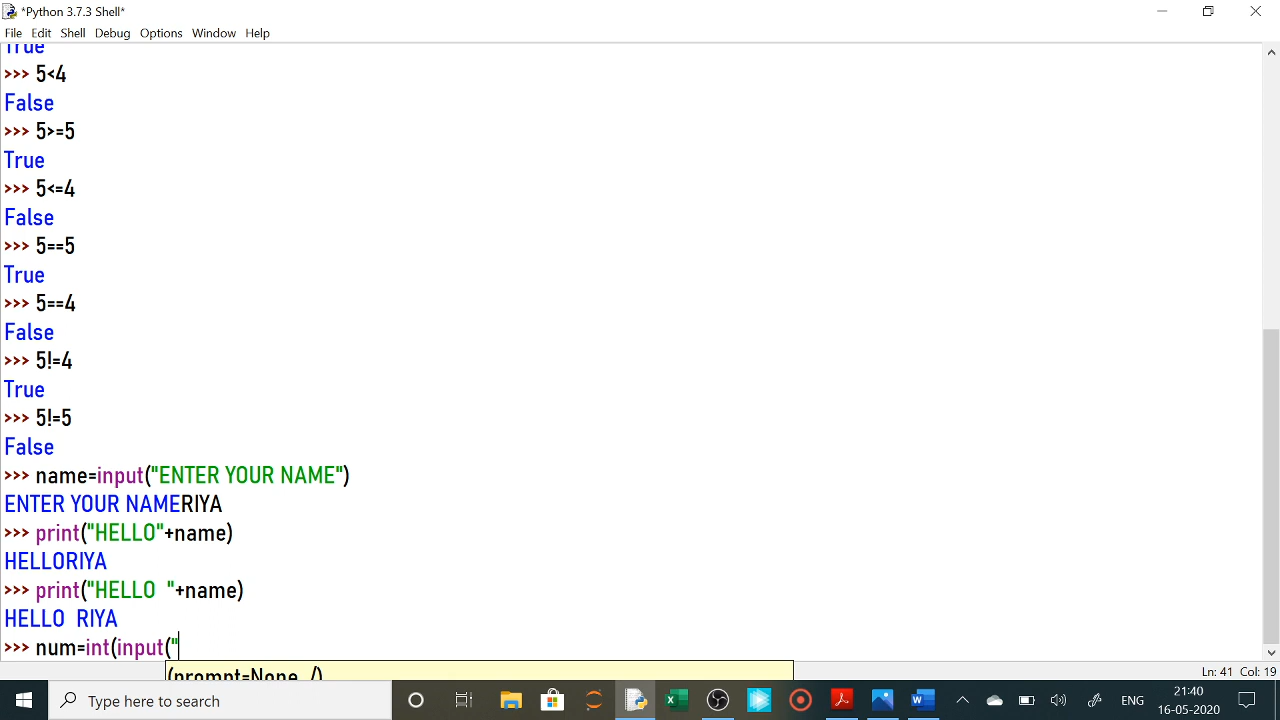 *Python 3.7.3 Shell*
File Edit Shell Debug Options Window Help
True
>>> 5<4
False
>>> 5>=5
True
>>> 5<=4
False
>>> 5==5
True
>>> 5==4
False
>>> 5!=4
True
>>> 5!=5
False
>>> name=input("ENTER YOUR NAME")
ENTER YOUR NAMERIYA
>>> print("HELLO"+name)
HELLORIYA
>>> print("HELLO  "+name)
HELLO  RIYA
>>> num=int(input("
(prompt=None, /)
Ln: 41 Col: 19
Type here to search
ENG
21:40
16-05-2020